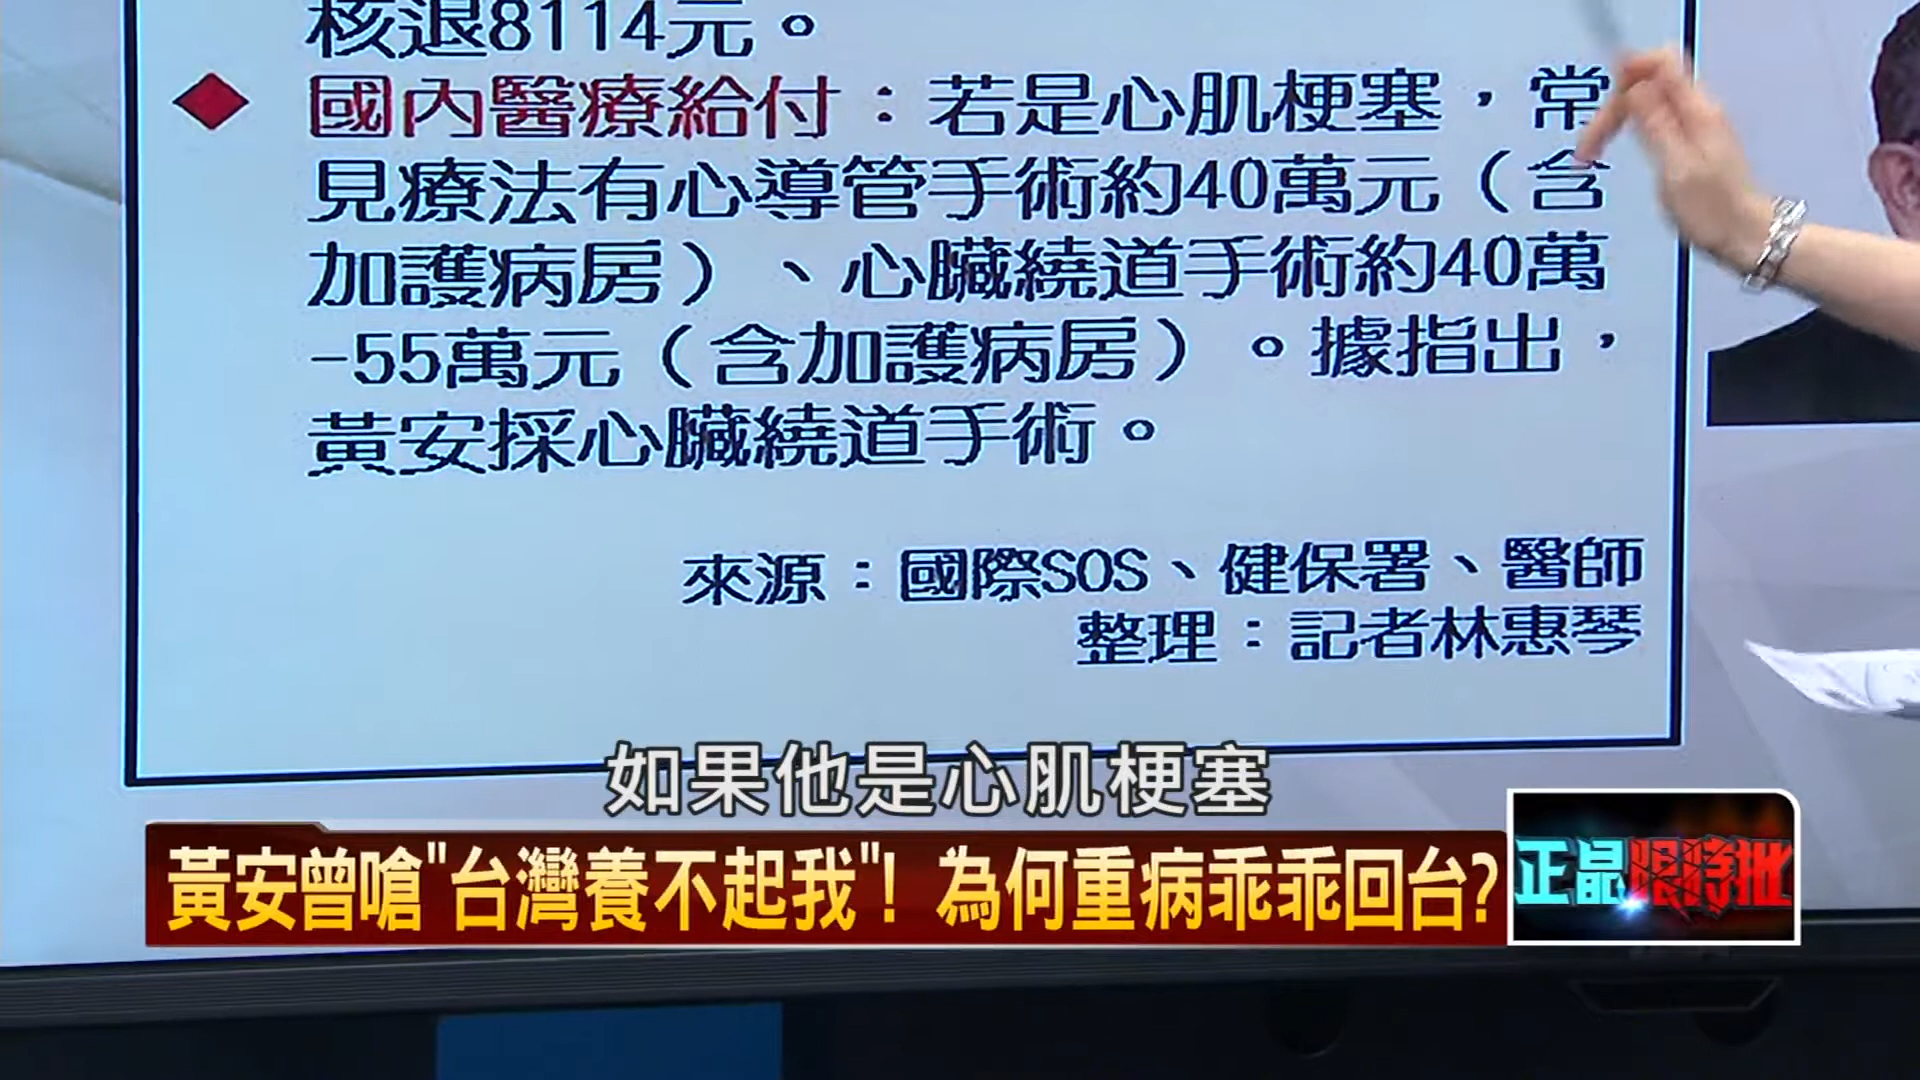 核退8114元。
國內醫療給付：若是心肌梗塞，常
見療法有心導管手術約40萬元（含
加護病房）、心臟繞道手術約40萬
-55萬元（含加護病房）。據指出，
黃安採心臟繞道手術。
來源：國際SOS、健保署、醫師
整理：記者林惠琴
如果他是心肌梗塞
黃安曾嗆"台灣養不起我"! 為何重病乖乖回台?
正晶限時批